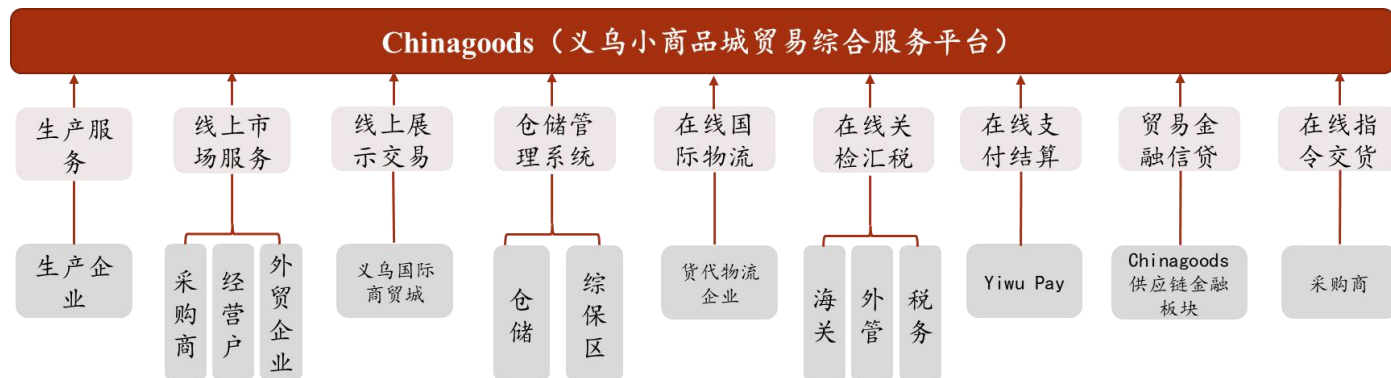 Chinagoods（义乌小商品城贸易综合服务平台）
生产服
务
线上市
场服务
线上展
示交易
仓储管
理系统
在线国
际物流
在线关
检汇税
在线支
付结算
贸易金
融信贷
在线指
令交货
生产企
业
采购商
经营户
外贸企业
义乌国际
商贸城
仓储
综保区
货代物流
企业
海关
外管
税务
Yiwu Pay
Chinagoods
供应链金融
板块
采购商